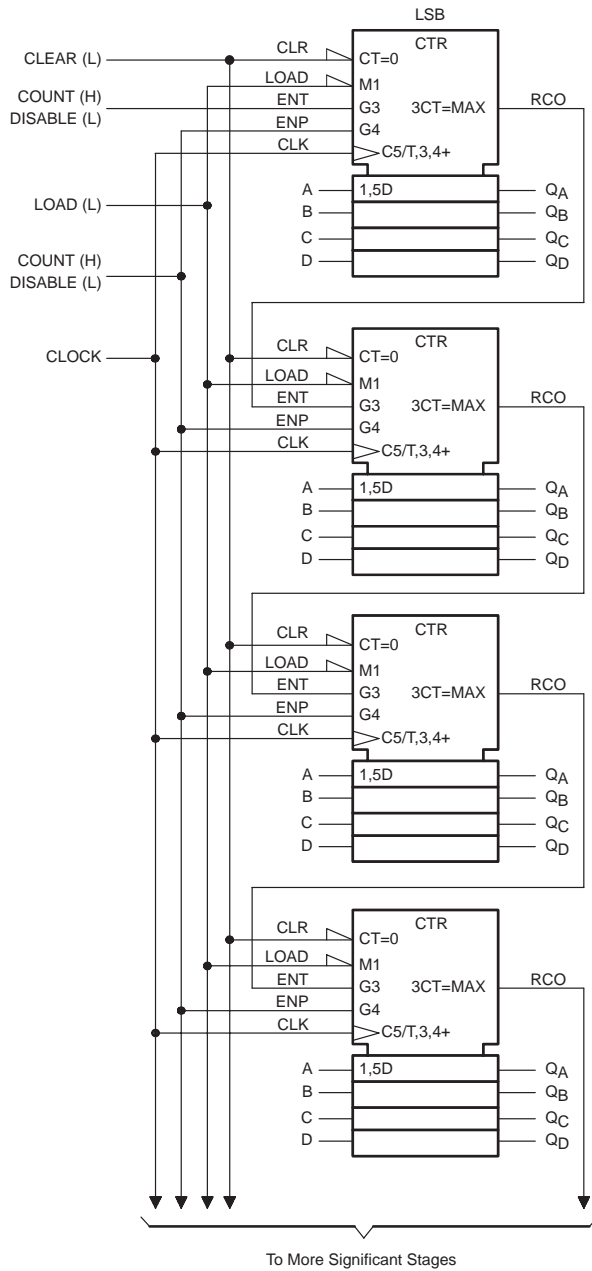 LSB
CLEAR (L)
CLR
CT=0
CTR
LOAD
M1
COUNT (H)
DISABLE (L)
ENT
G3
3CT=MAX
RCO
ENP
G4
CLK
C5/T,3,4+
A
1,5D
QA
LOAD (L)
B
QB
C
QC
COUNT (H)
DISABLE (L)
D
QD
CLOCK
CLR
CT=0
CTR
LOAD
M1
ENT
G3
3CT=MAX
RCO
ENP
G4
CLK
C5/T,3,4+
A
1,5D
QA
B
QB
C
QC
D
QD
CLR
CT=0
CTR
LOAD
M1
ENT
G3
3CT=MAX
RCO
ENP
G4
CLK
C5/T,3,4+
A
1,5D
QA
B
QB
C
QC
D
QD
CLR
CT=0
CTR
LOAD
M1
ENT
G3
3CT=MAX
RCO
ENP
G4
CLK
C5/T,3,4+
A
1,5D
QA
B
QB
C
QC
D
QD
To More Significant Stages